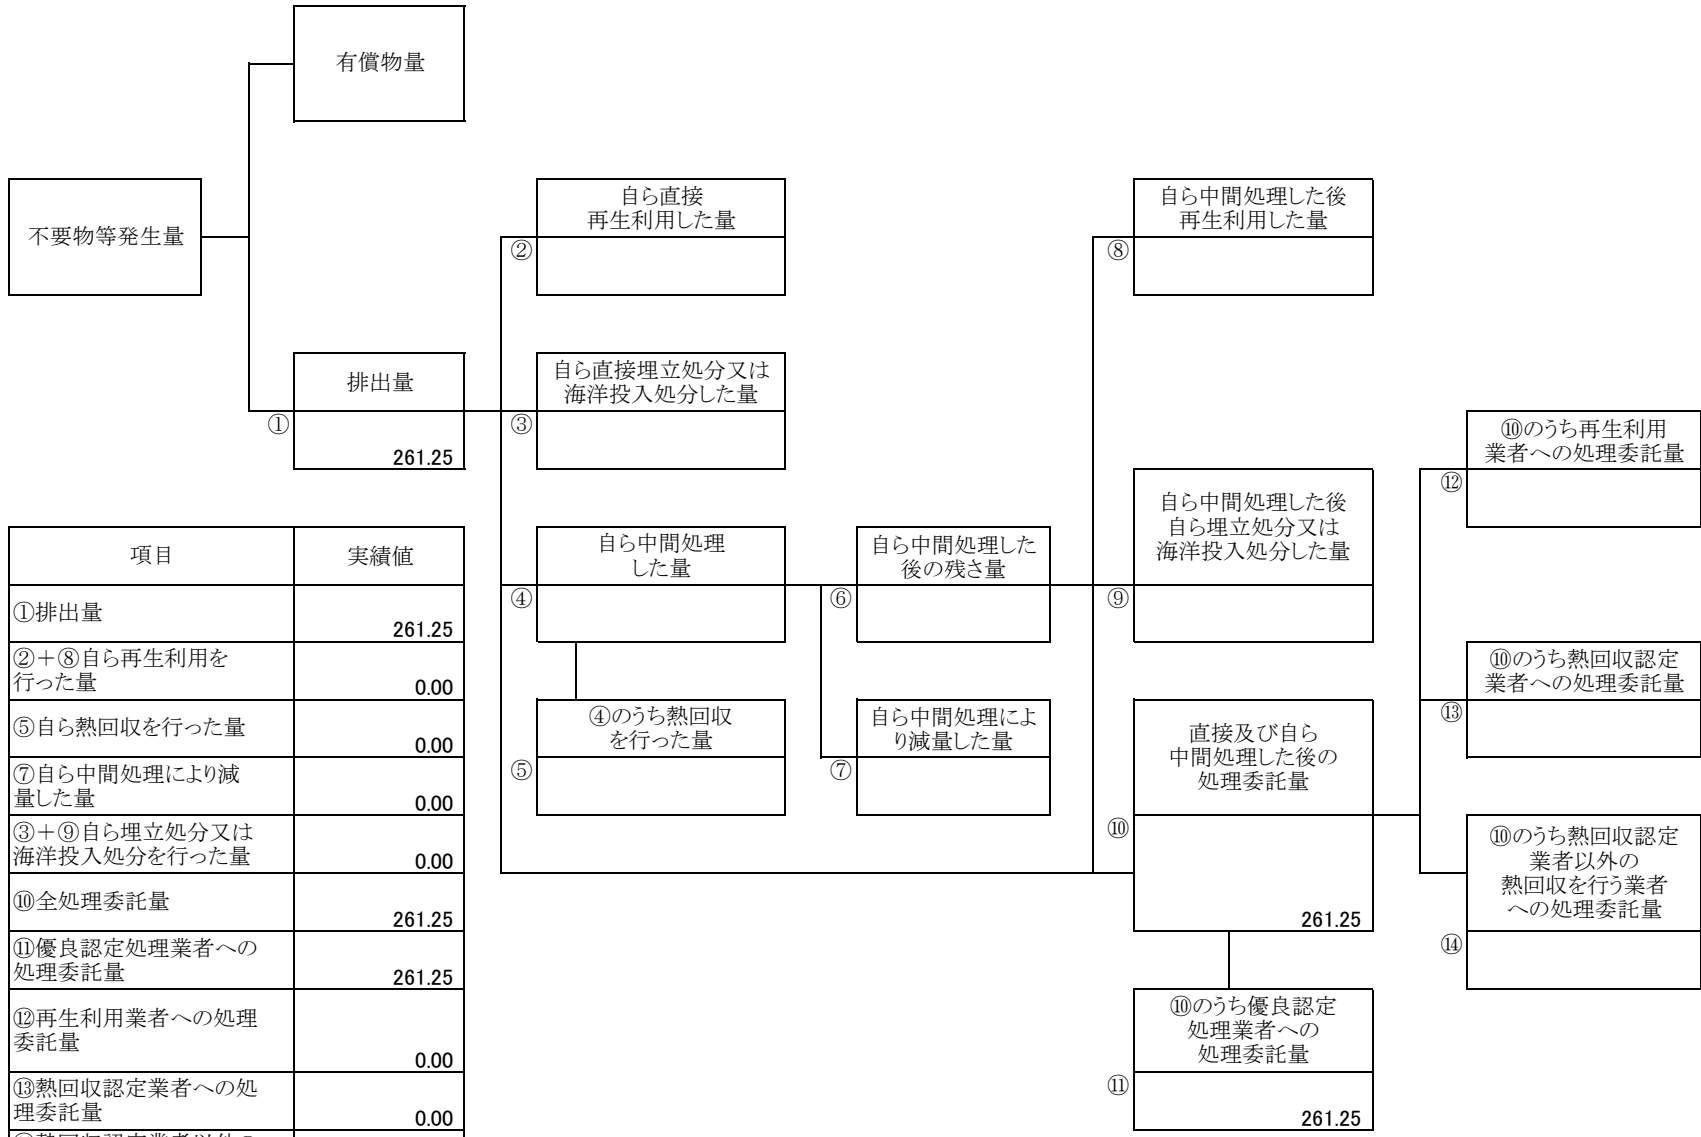 有償物量
不要物等発生量
自ら直接
再生利用した量
②
自ら中間処理した後
再生利用した量
⑧
排出量
①
261.25
自ら直接埋立処分又は
海洋投入処分した量
③
⑩のうち再生利用
業者への処理委託量
⑫
自ら中間処理
した量
④
自ら中間処理した
後の残さ量
⑥
自ら中間処理した後
自ら埋立処分又は
海洋投入処分した量
⑨
④のうち熱回収
を行った量
⑤
自ら中間処理によ
り減量した量
⑦
直接及び自ら
中間処理した後の
処理委託量
⑩
261.25
⑩のうち熱回収認定
業者への処理委託量
⑬
⑩のうち熱回収認定
業者以外の
熱回収を行う業者
への処理委託量
⑭
⑩のうち優良認定
処理業者への
処理委託量
⑪
261.25
項目
実績値
①排出量
261.25
②+⑧自ら再生利用を
行った量
0.00
⑤自ら熱回収を行った量
0.00
⑦自ら中間処理により減
量した量
0.00
③+⑨自ら埋立処分又は
海洋投入処分を行った量
0.00
⑩全処理委託量
261.25
⑪優良認定処理業者への
処理委託量
261.25
⑫再生利用業者への処理
委託量
0.00
⑬熱回収認定業者への処
理委託量
0.00